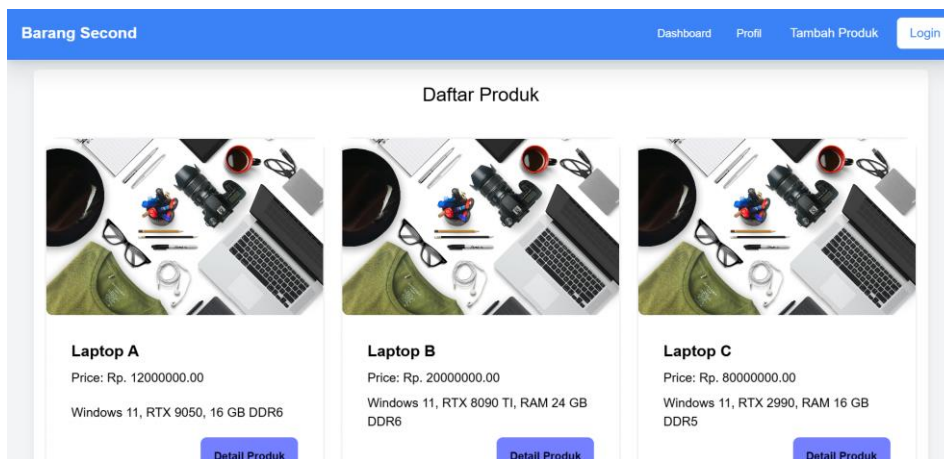 Barang Second
Dashboard Profil Tambah Produk Login
Daftar Produk
Laptop A
Price: Rp. 12000000.00
Windows 11, RTX 9050, 16 GB DDR6
Detail Produk
Laptop B
Price: Rp. 20000000.00
Windows 11, RTX 8090 TI, RAM 24 GB
DDR6
Detail Produk
Laptop C
Price: Rp. 80000000.00
Windows 11, RTX 2990, RAM 16 GB
DDR5
Detail Produk